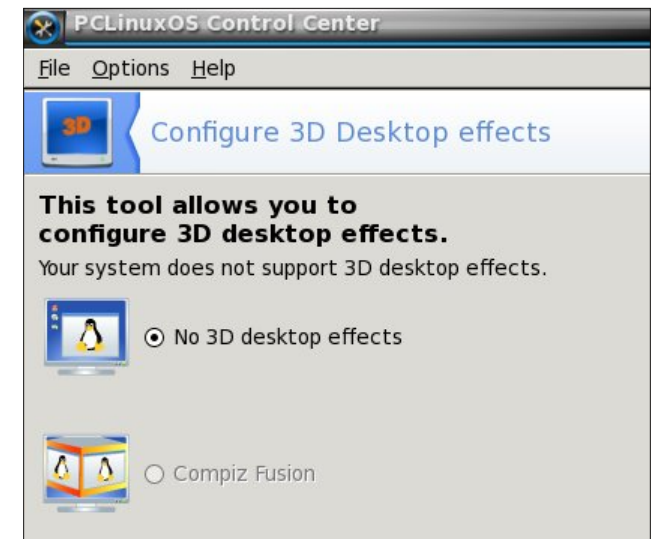 PCLinuxOS Control Center
File Options Help
3D
Configure 3D Desktop effects
This tool allows you to
configure 3D desktop effects.
Your system does not support 3D desktop effects.
No 3D desktop effects
Compiz Fusion